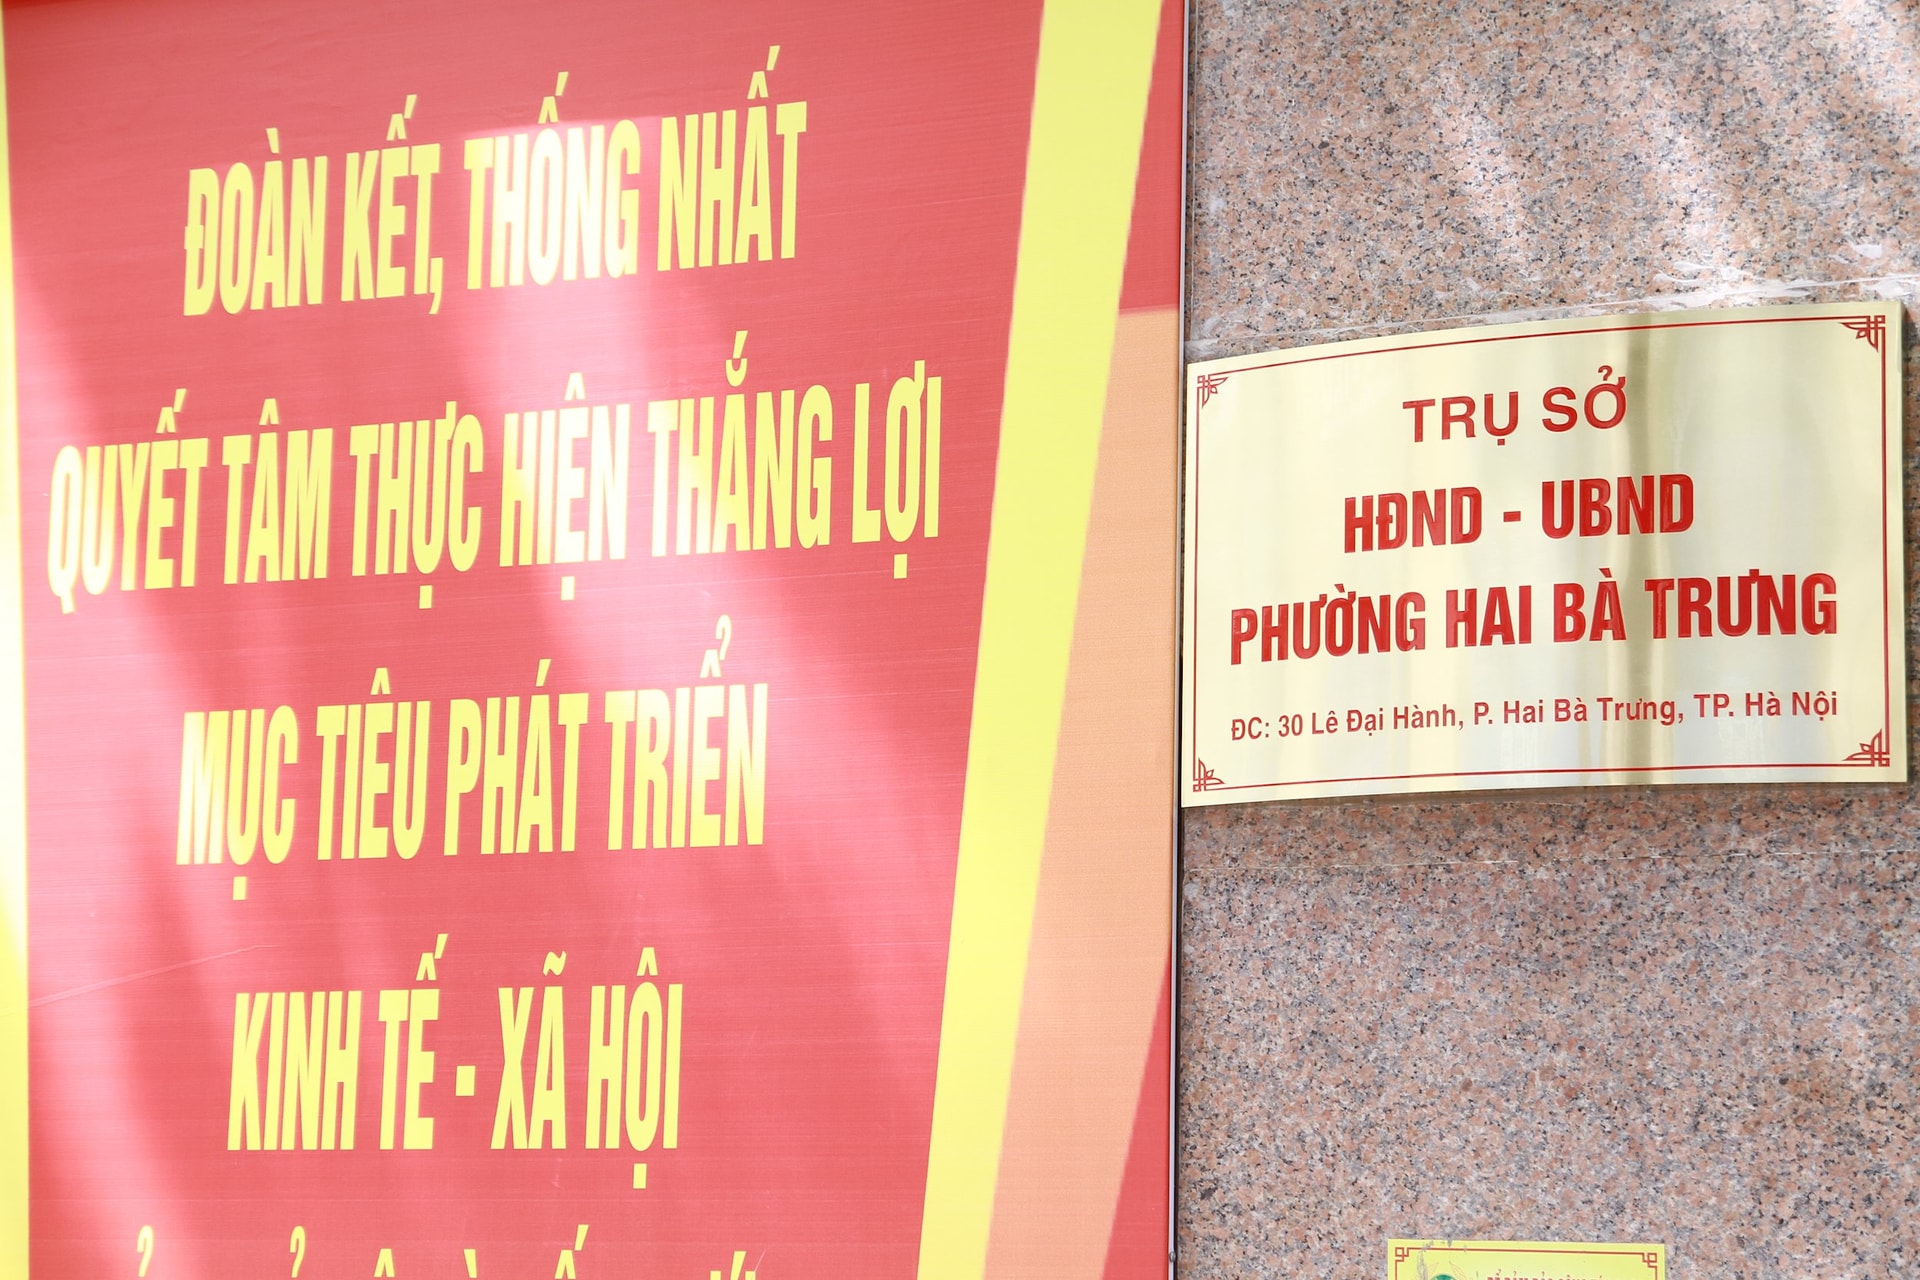 ĐOÀN KẾT, THỐNG NHẤT
QUYẾT TÂM THỰC HIỆN THẮNG LỢI
MỤC TIÊU PHÁT TRIỂN
KINH TẾ - XÃ HỘI
TRỤ SỞ
HĐND - UBND
PHƯỜNG HAI BÀ TRƯNG
ĐC: 30 Lê Đại Hành, P. Hai Bà Trưng, TP. Hà Nội